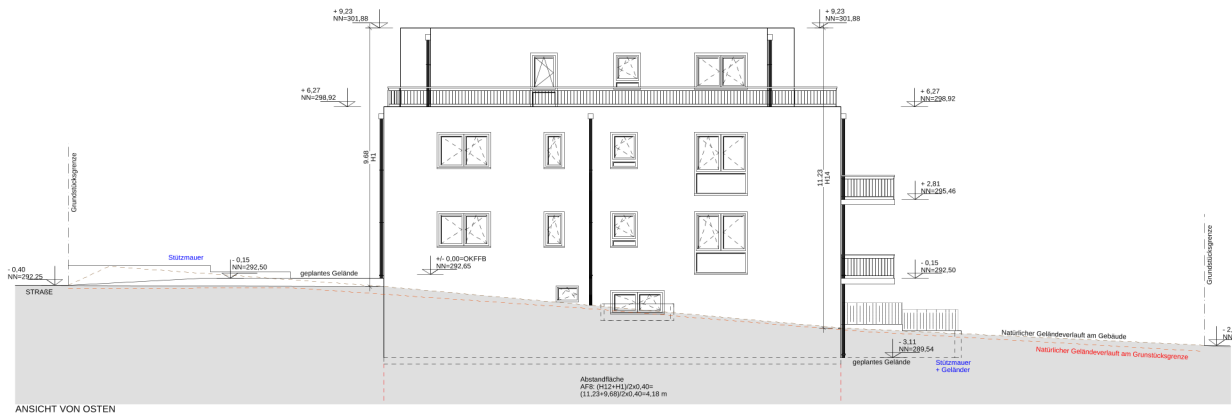 + 9,23
NN=301,88
+ 9,23
NN=301,88
+ 6,27
NN=298,92
+ 6,27
NN=298,92
9.68
H1
11,23
H14
Grundstücksgrenze
+ 2,81
NN=295,46
Grundstücksgrenze
Stützmauer
- 0,15
NN=292,50
+/- 0,00=OKFFB
NN=292,65
- 0,15
NN=292,50
- 0,40
NN=292,25
geplantes Gelände
STRAßE
Natürlicher Geländeverlauf am Gebäude
Natürlicher Geländeverlauf am Grunstücksgrenze
- 3,11
NN=289,54
geplantes Gelände
Stützmauer
+ Geländer
Abstandfläche
AF8: (H12+H1)/2x0,40=
(11,23+9,68)/2x0,40=4,18 m
ANSICHT VON OSTEN